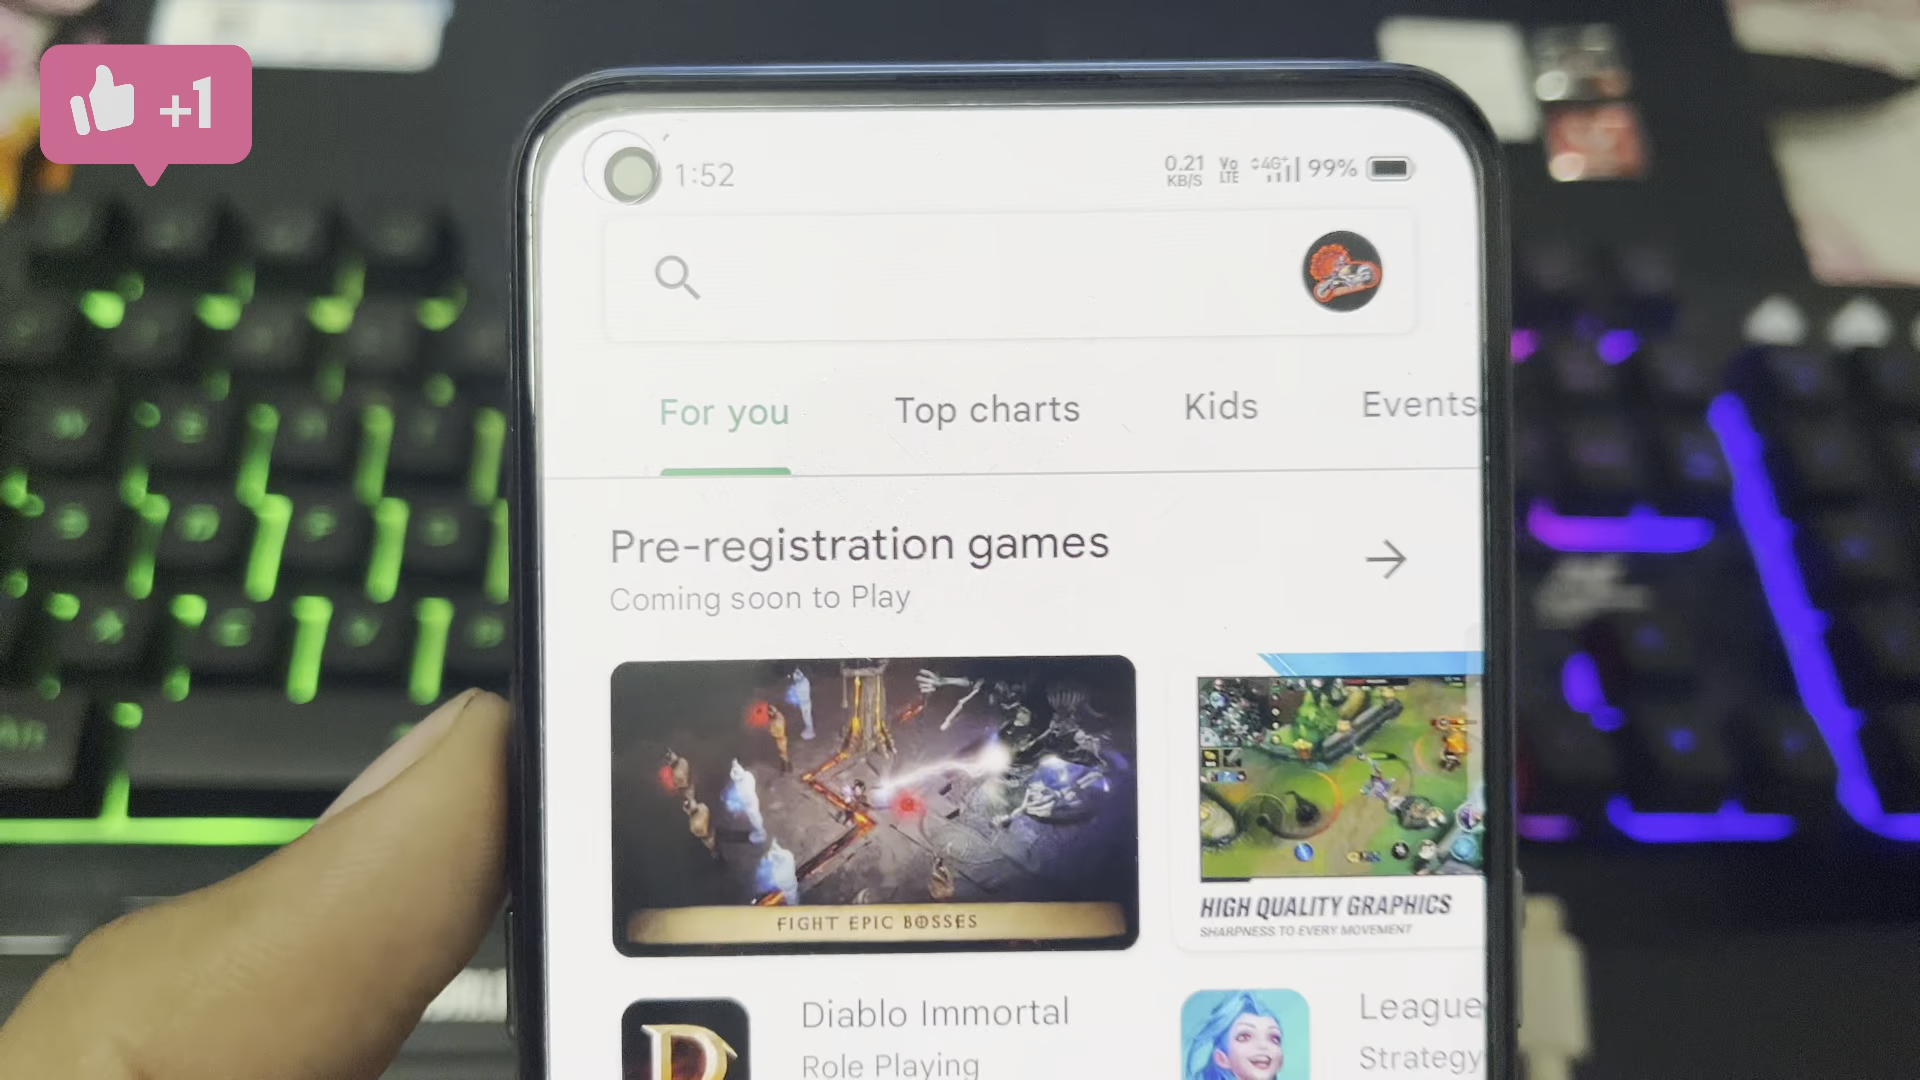 +1
1:52
0.21
KB/S
Vo
LTE
4G+
99%
For you
Top charts
Kids
Events
Pre-registration games
Coming soon to Play
FIGHT EPIC BOSSES
HIGH QUALITY GRAPHICS
SHARPNESS TO EVERY MOVEMENT
Diablo Immortal
Role Playing
League
Strategy